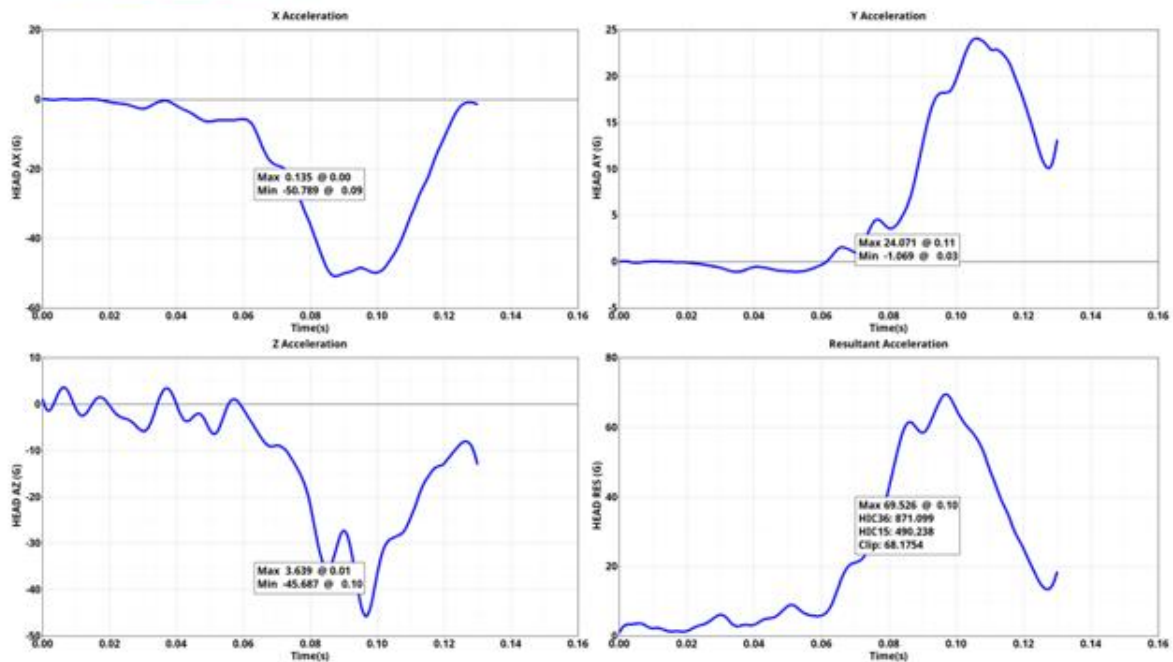 X Acceleration
20
0
-20
-40
-60
HEAD AX (G)
Max 0.135 @ 0.00
Min -50.789 @ 0.09
0.00 0.02 0.04 0.06 0.08 0.10 0.12 0.14 0.16
Time(s)
Y Acceleration
25
20
15
10
5
0
-5
HEAD AY (G)
Max 24.071 @ 0.11
Min -1.069 @ 0.03
0.00 0.02 0.04 0.06 0.08 0.10 0.12 0.14 0.16
Time(s)
Z Acceleration
10
0
-10
-20
-30
-40
-50
HEAD AZ (G)
Max 3.639 @ 0.01
Min -45.687 @ 0.10
0.00 0.02 0.04 0.06 0.08 0.10 0.12 0.14 0.16
Time(s)
Resultant Acceleration
80
60
40
20
0
HEAD RES (G)
Max 69.526 @ 0.10
HIC36: 871.099
HIC15: 490.238
Clip: 68.1754
0.00 0.02 0.04 0.06 0.08 0.10 0.12 0.14 0.16
Time(s)